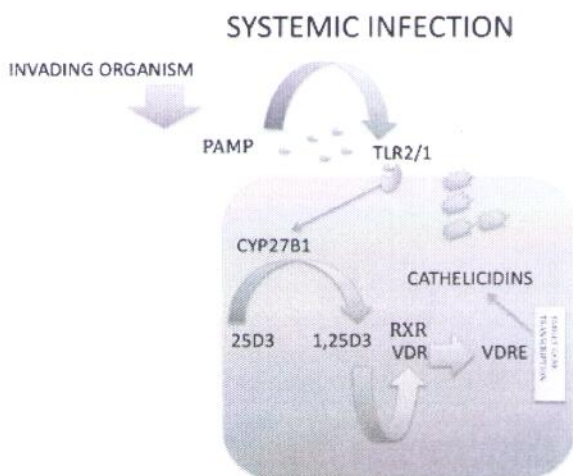 SYSTEMIC INFECTION
INVADING ORGANISM
PAMP
TLR2/1
CYP27B1
CATHELICIDINS
25D3
1,25D3
RXR
VDR
VDRE
TARGET GENE
TRANSCRIPTION